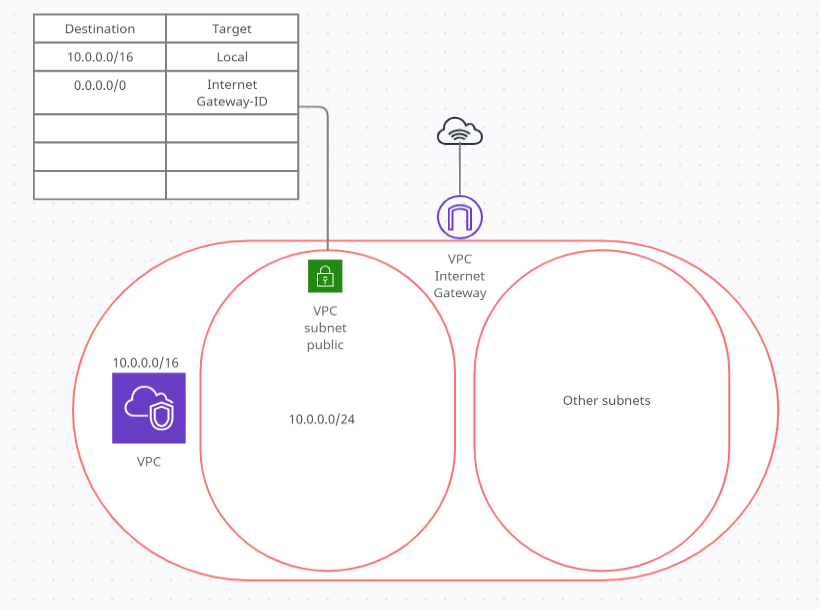 Destination Target
10.0.0.0/16 Local
0.0.0.0/0 Internet
Gateway-ID
VPC
Internet
Gateway
VPC
subnet
public
10.0.0.0/16
VPC
10.0.0.0/24
Other subnets